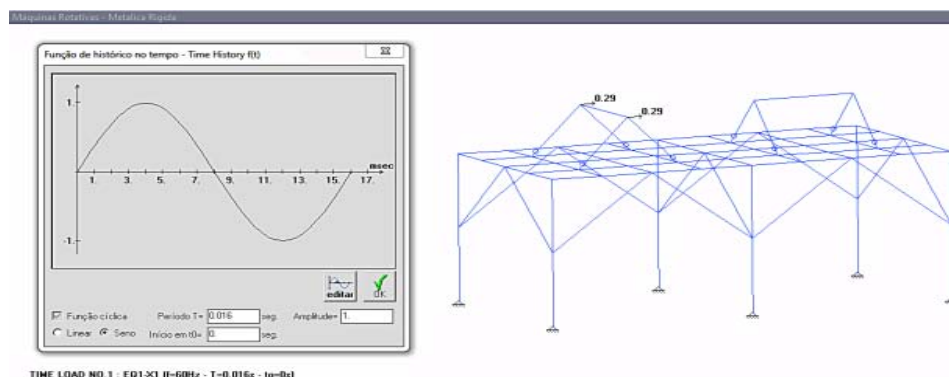 Máquinas Rotativas - Metalica Rigida
Função de histórico no tempo - Time History f(t)
1.
msec
1. 3. 5. 7. 9. 11. 13. 15. 17.
-1.
editar
OK
Função cíclica Período T= 0.016 seg. Amplitude= 1.
Linear Seno Início em t0= 0. seg.
0.29
0.29
TIME LOAD NO.1 : EQ1-X1 (f=60Hz - T=0.016s - to=0s)